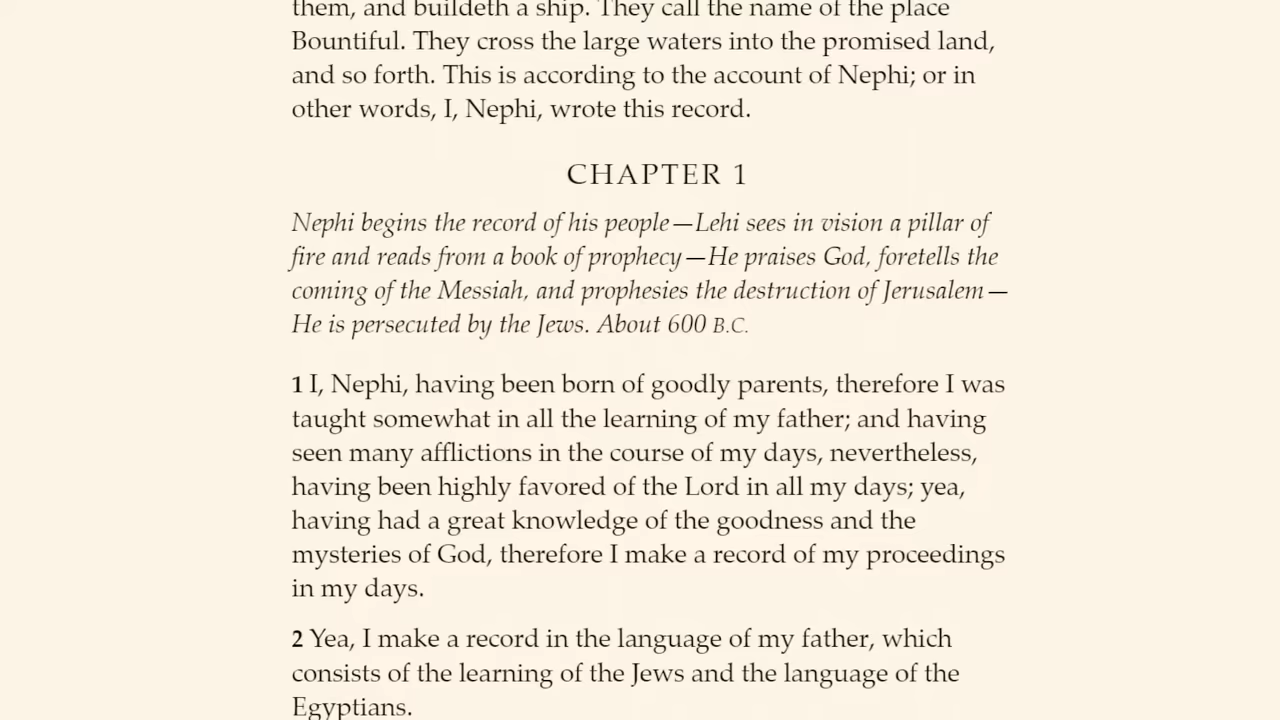 them, and buildeth a ship. They call the name of the place
Bountiful. They cross the large waters into the promised land,
and so forth. This is according to the account of Nephi; or in
other words, I, Nephi, wrote this record.
CHAPTER 1
Nephi begins the record of his people—Lehi sees in vision a pillar of
fire and reads from a book of prophecy—He praises God, foretells the
coming of the Messiah, and prophesies the destruction of Jerusalem—
He is persecuted by the Jews. About 600 B.C.
1 I, Nephi, having been born of goodly parents, therefore I was
taught somewhat in all the learning of my father; and having
seen many afflictions in the course of my days, nevertheless,
having been highly favored of the Lord in all my days; yea,
having had a great knowledge of the goodness and the
mysteries of God, therefore I make a record of my proceedings
in my days.
2 Yea, I make a record in the language of my father, which
consists of the learning of the Jews and the language of the
Egyptians.